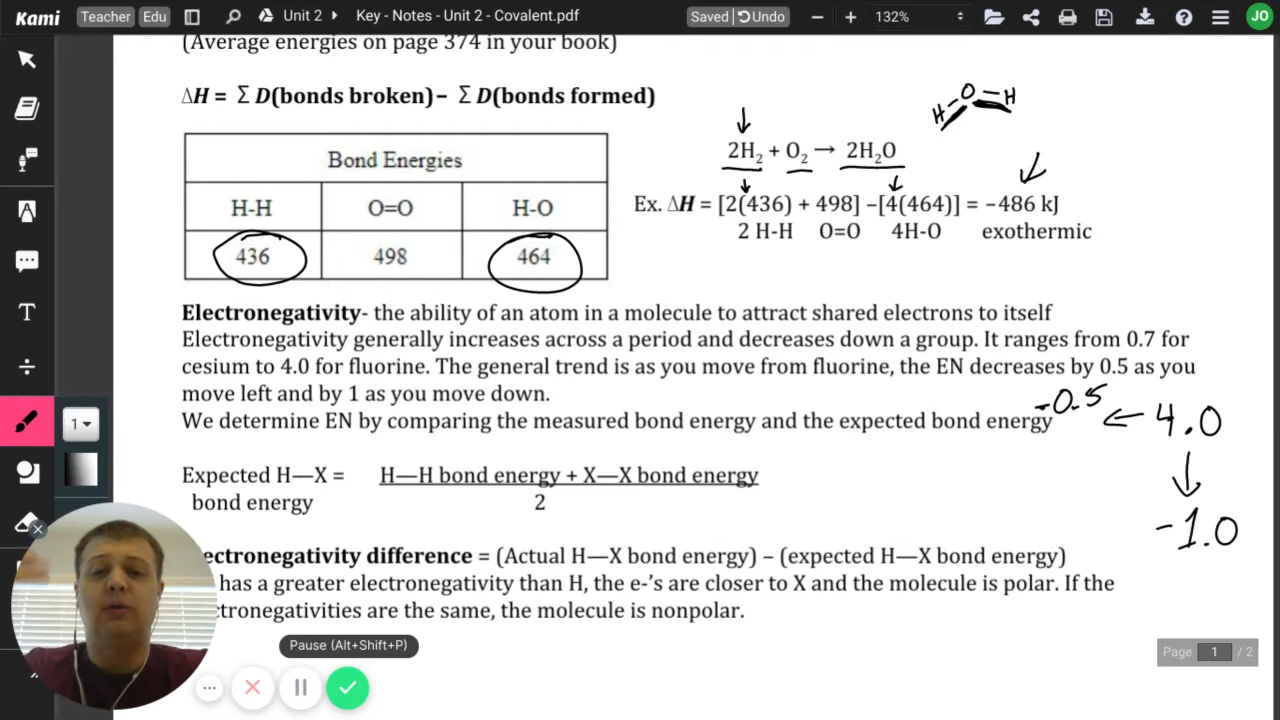 Kami Teacher Edu Unit 2 Key - Notes - Unit 2 - Covalent.pdf Saved Undo 132% JO
(Average energies on page 374 in your book)
∆H = Σ D(bonds broken)– Σ D(bonds formed)
H O H
Bond Energies
2H₂ + O₂ → 2H₂O
H-H O=O H-O
Ex. ∆H = [2(436) + 498] –[4(464)] = –486 kJ
2 H-H O=O 4H-O exothermic
436 498 464
Electronegativity- the ability of an atom in a molecule to attract shared electrons to itself
Electronegativity generally increases across a period and decreases down a group. It ranges from 0.7 for
cesium to 4.0 for fluorine. The general trend is as you move from fluorine, the EN decreases by 0.5 as you
move left and by 1 as you move down.
We determine EN by comparing the measured bond energy and the expected bond energy
-0.5 ← 4.0
↓
-1.0
Expected H—X = H—H bond energy + X—X bond energy
bond energy 2
ectronegativity difference = (Actual H—X bond energy) – (expected H—X bond energy)
has a greater electronegativity than H, the e-'s are closer to X and the molecule is polar. If the
ctronegativities are the same, the molecule is nonpolar.
Pause (Alt+Shift+P)
Page 1 / 2
1